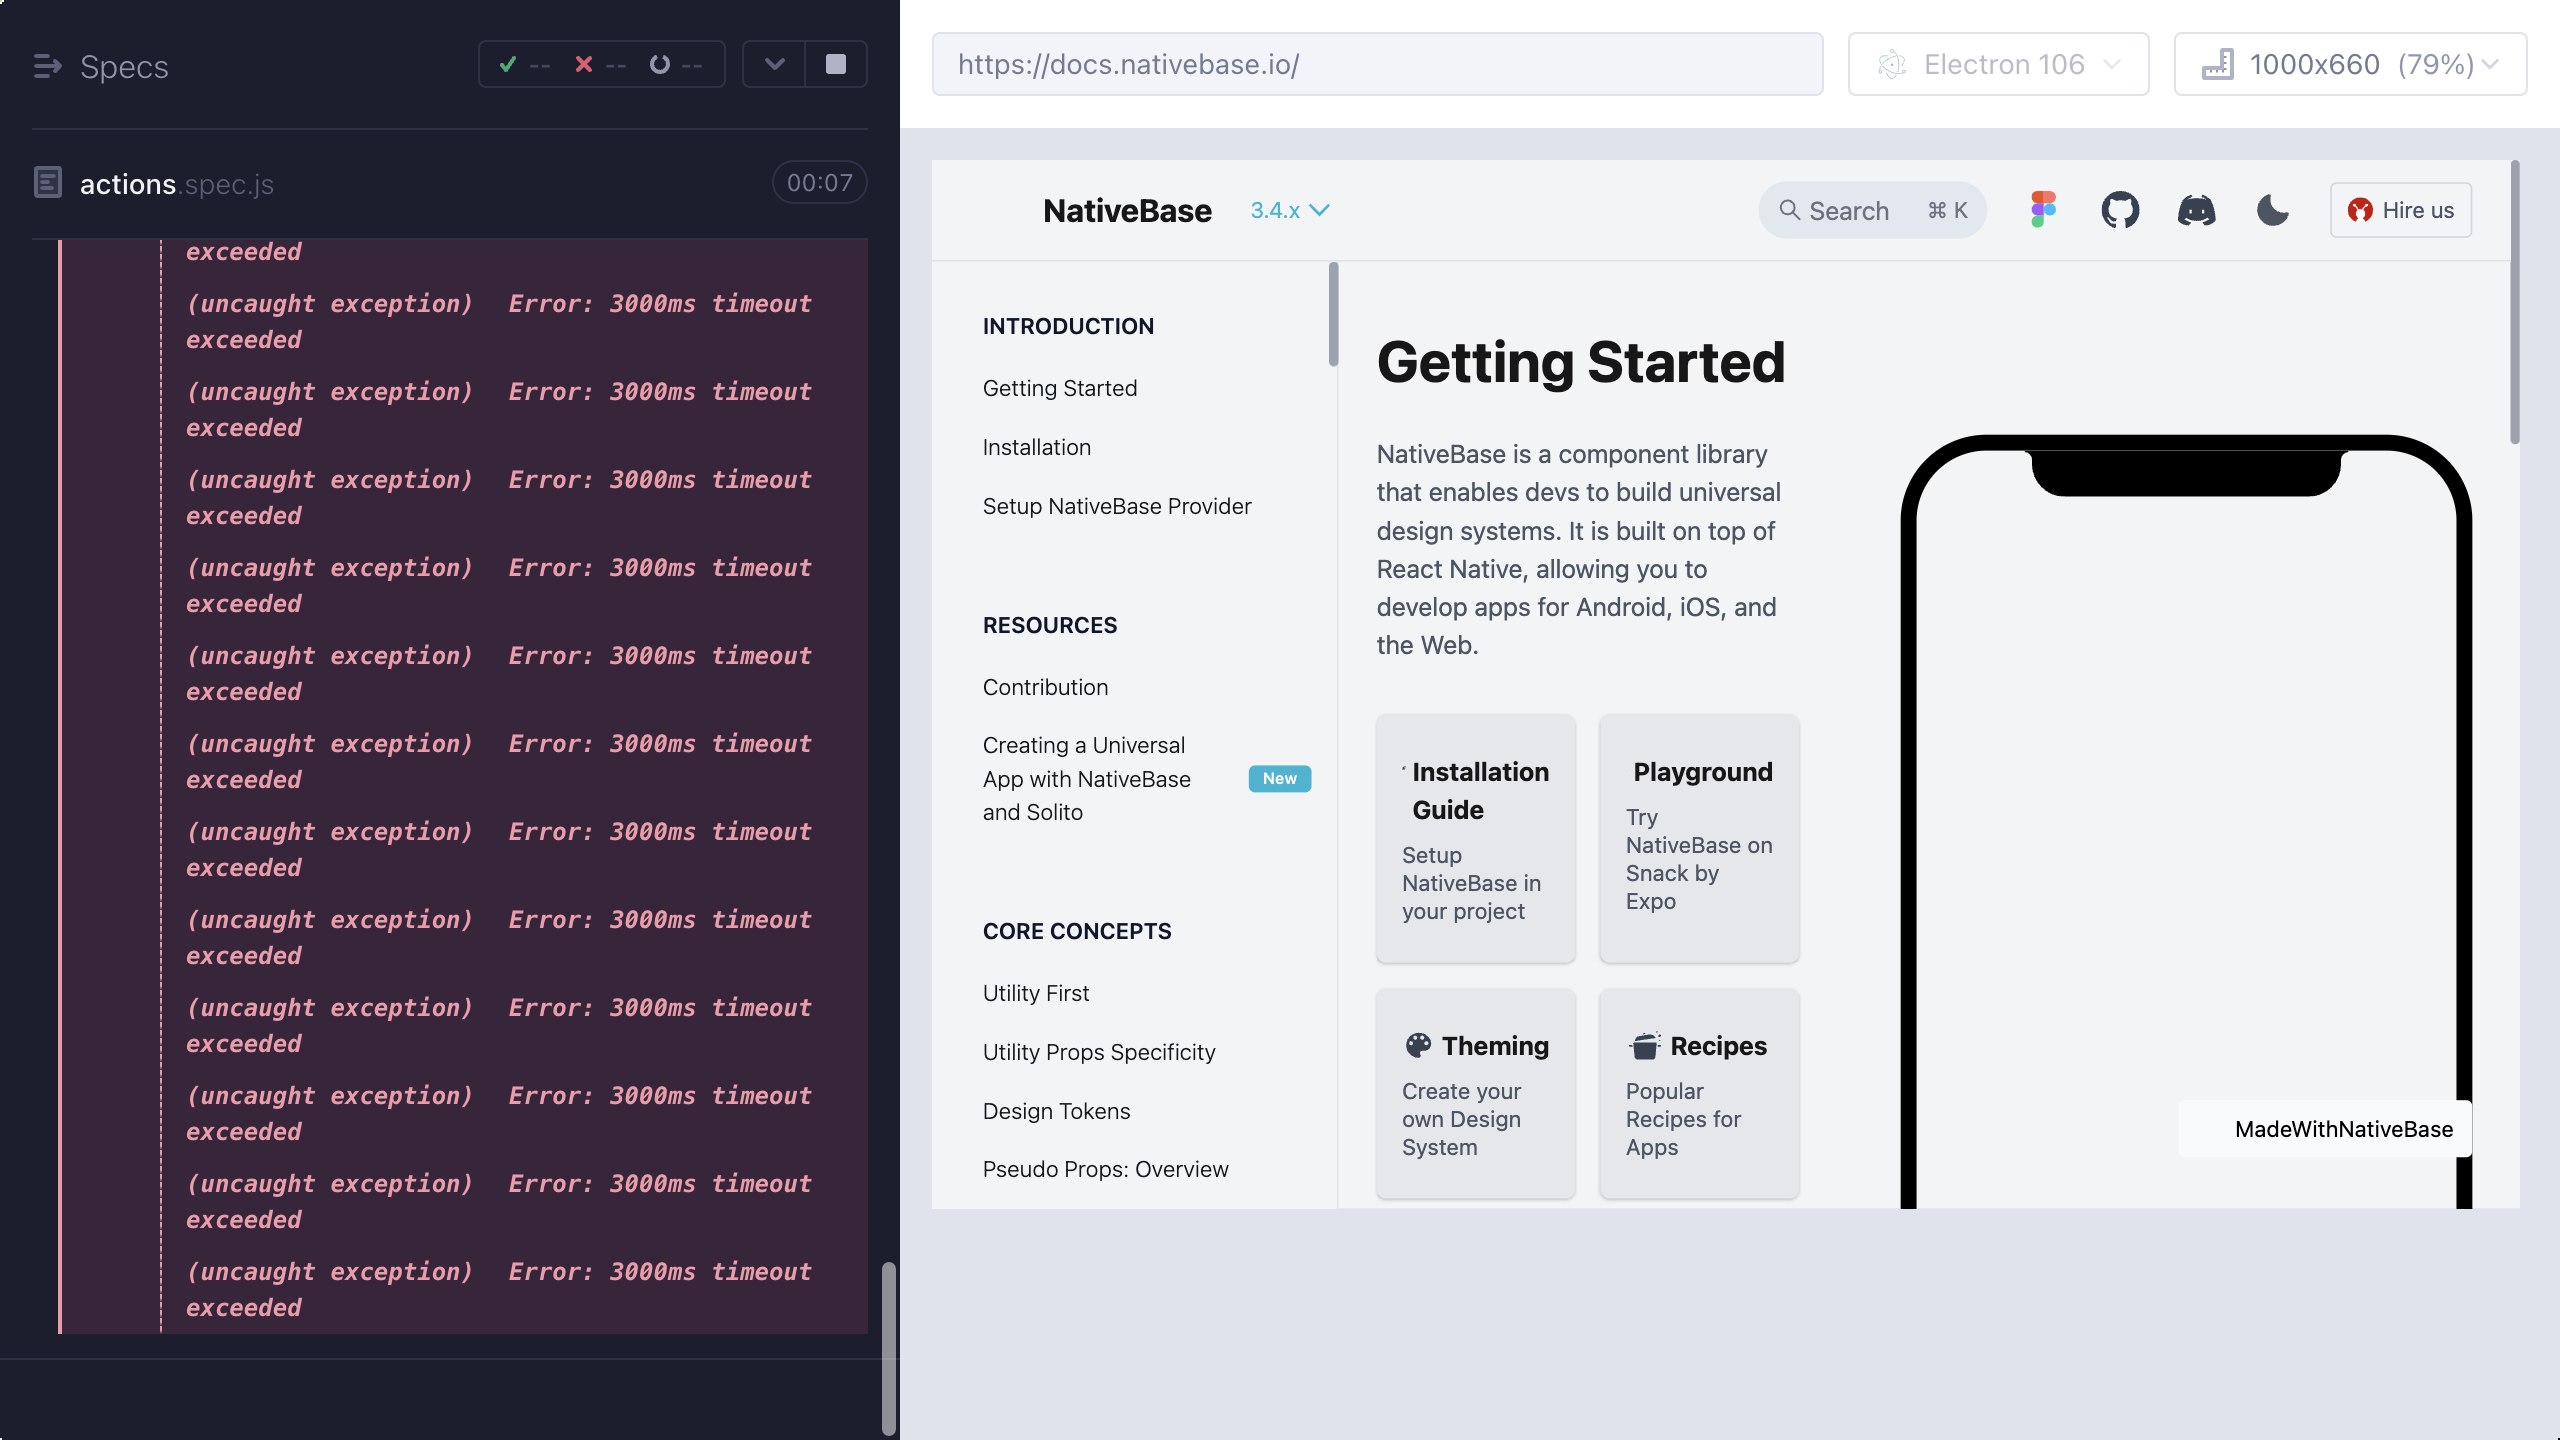 Specs
--
--
--
https://docs.nativebase.io/
Electron 106
1000x660 (79%)
actions.spec.js
00:07
exceeded
(uncaught exception) Error: 3000ms timeout
exceeded
(uncaught exception) Error: 3000ms timeout
exceeded
(uncaught exception) Error: 3000ms timeout
exceeded
(uncaught exception) Error: 3000ms timeout
exceeded
(uncaught exception) Error: 3000ms timeout
exceeded
(uncaught exception) Error: 3000ms timeout
exceeded
(uncaught exception) Error: 3000ms timeout
exceeded
(uncaught exception) Error: 3000ms timeout
exceeded
(uncaught exception) Error: 3000ms timeout
exceeded
(uncaught exception) Error: 3000ms timeout
exceeded
(uncaught exception) Error: 3000ms timeout
exceeded
(uncaught exception) Error: 3000ms timeout
exceeded
NativeBase
3.4.x
Search
⌘ K
Hire us
INTRODUCTION
Getting Started
Installation
Setup NativeBase Provider
RESOURCES
Contribution
Creating a Universal
App with NativeBase
and Solito
New
CORE CONCEPTS
Utility First
Utility Props Specificity
Design Tokens
Pseudo Props: Overview
Getting Started
NativeBase is a component library
that enables devs to build universal
design systems. It is built on top of
React Native, allowing you to
develop apps for Android, iOS, and
the Web.
Installation
Guide
Setup
NativeBase in
your project
Playground
Try
NativeBase on
Snack by
Expo
Theming
Create your
own Design
System
Recipes
Popular
Recipes for
Apps
MadeWithNativeBase